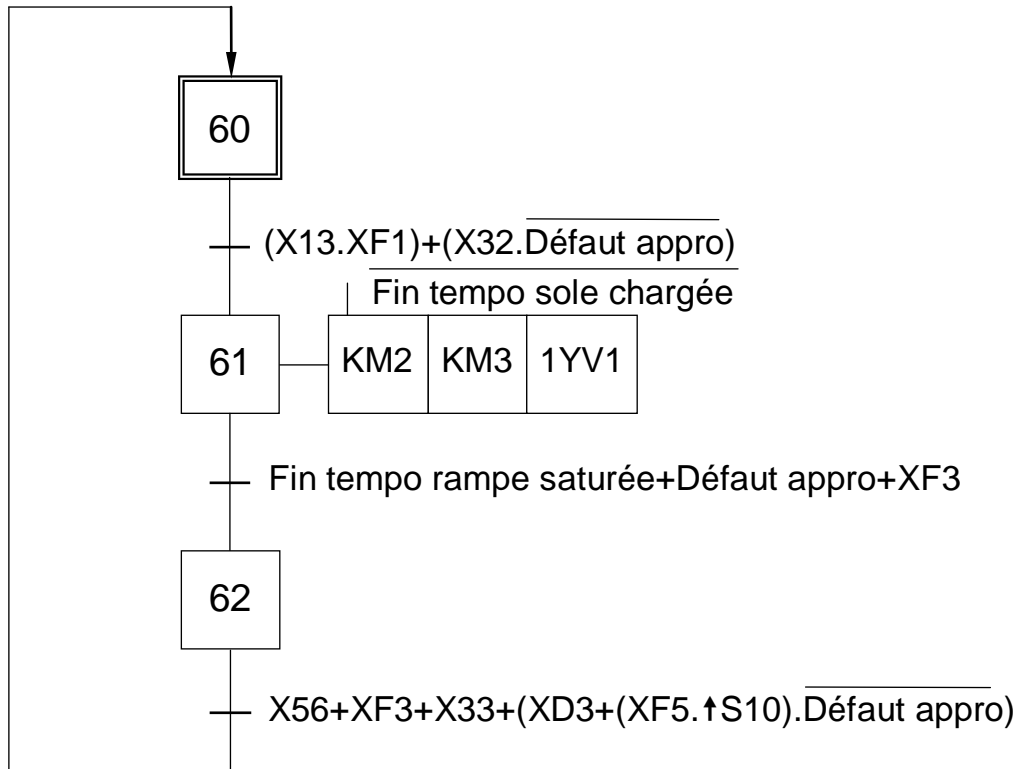 60
(X13.XF1)+(X32.Défaut appro)
Fin tempo sole chargée
61 KM2 KM3 1YV1
Fin tempo rampe saturée+Défaut appro+XF3
62
X56+XF3+X33+(XD3+(XF5.↑S10).Défaut appro)